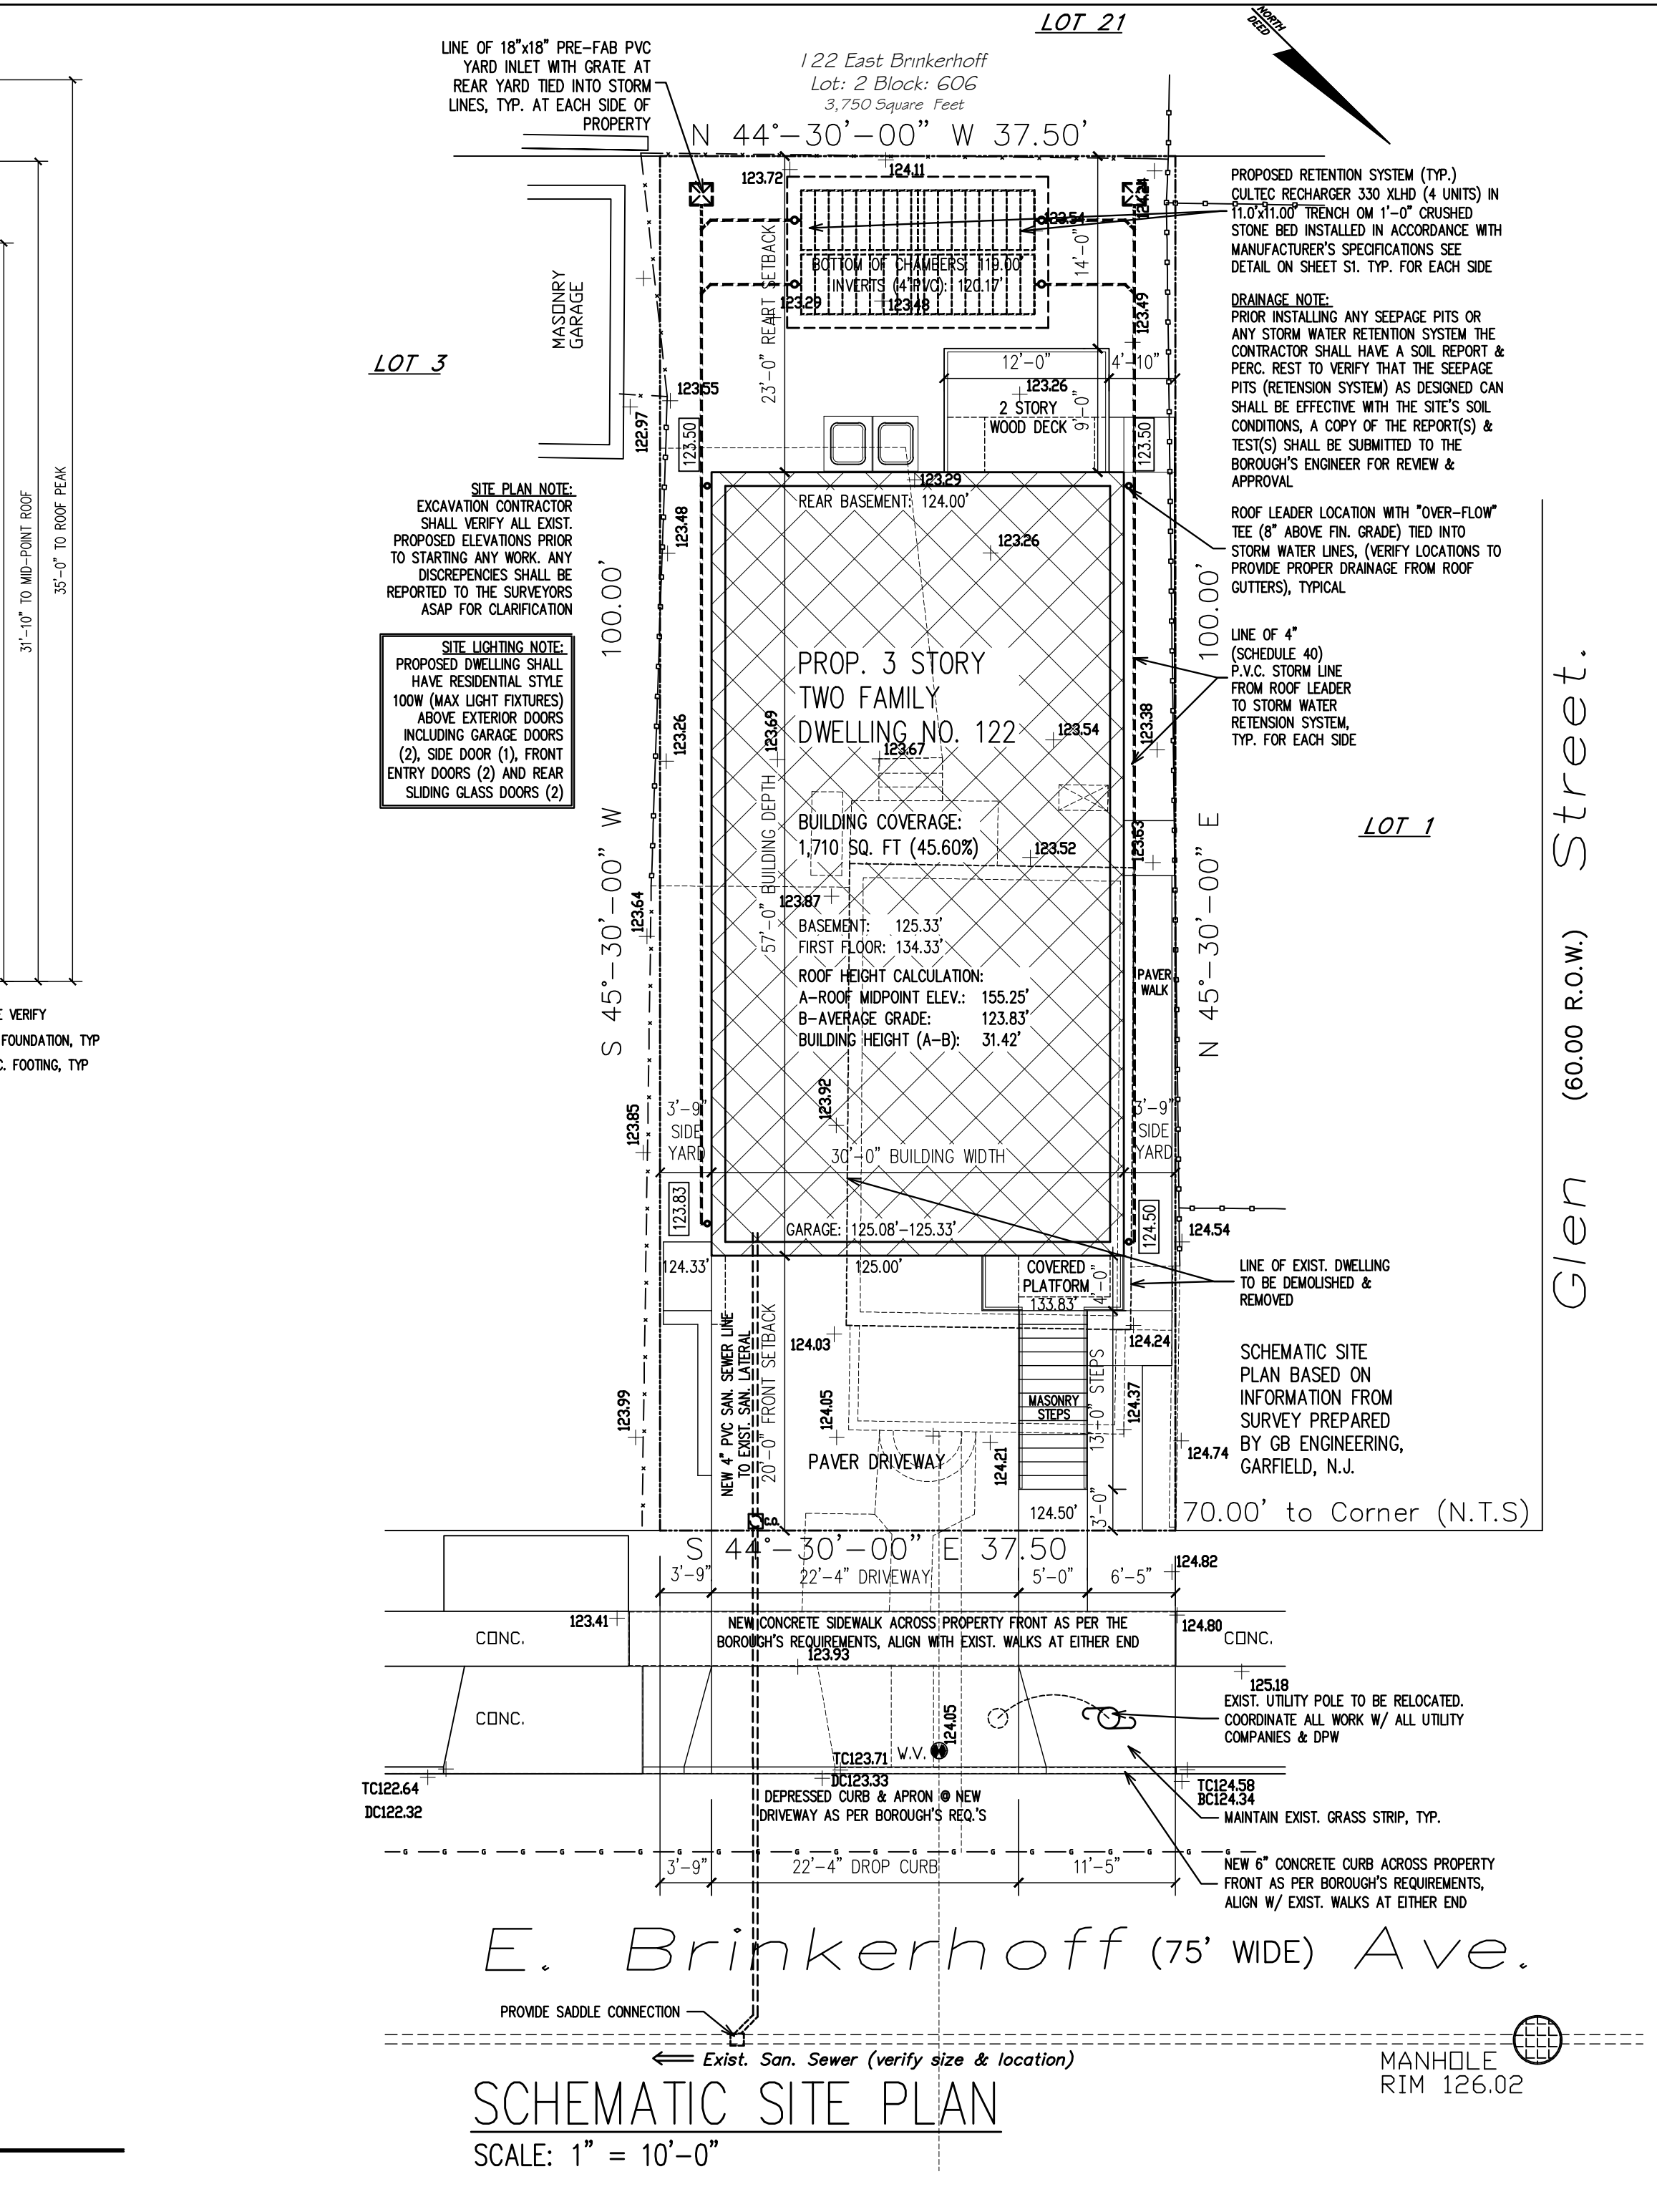 LOT 21
NORTH
DEED
LINE OF 18"x18" PRE-FAB PVC
YARD INLET WITH GRATE AT
REAR YARD TIED INTO STORM
LINES, TYP. AT EACH SIDE OF
PROPERTY
122 East Brinkerhoff
Lot: 2 Block: 606
3,750 Square Feet
N 44°-30'-00" W 37.50'
123.72
124.11
124.24
123.54
BOTTOM OF CHAMBERS: 119.00'
INVERTS (4"PVC): 120.17'
123.29
123.48
123.49
23'-0" REART SETBACK
14'-0"
MASONRY
GARAGE
LOT 3
PROPOSED RETENTION SYSTEM (TYP.)
CULTEC RECHARGER 330 XLHD (4 UNITS) IN
11.0'x11.00' TRENCH OM 1'-0" CRUSHED
STONE BED INSTALLED IN ACCORDANCE WITH
MANUFACTURER'S SPECIFICATIONS SEE
DETAIL ON SHEET S1. TYP. FOR EACH SIDE
DRAINAGE NOTE:
PRIOR INSTALLING ANY SEEPAGE PITS OR
ANY STORM WATER RETENTION SYSTEM THE
CONTRACTOR SHALL HAVE A SOIL REPORT &
PERC. REST TO VERIFY THAT THE SEEPAGE
PITS (RETENSION SYSTEM) AS DESIGNED CAN
SHALL BE EFFECTIVE WITH THE SITE'S SOIL
CONDITIONS, A COPY OF THE REPORT(S) &
TEST(S) SHALL BE SUBMITTED TO THE
BOROUGH'S ENGINEER FOR REVIEW &
APPROVAL
12'-0"
4'-10"
123.26
2 STORY
WOOD DECK
9'-0"
123.55
122.97
123.50
123.50
123.29
REAR BASEMENT: 124.00'
31'-10" TO MID-POINT ROOF
35'-0" TO ROOF PEAK
SITE PLAN NOTE:
EXCAVATION CONTRACTOR
SHALL VERIFY ALL EXIST.
PROPOSED ELEVATIONS PRIOR
TO STARTING ANY WORK. ANY
DISCREPENCIES SHALL BE
REPORTED TO THE SURVEYORS
ASAP FOR CLARIFICATION
123.48
123.26
ROOF LEADER LOCATION WITH "OVER-FLOW"
TEE (8" ABOVE FIN. GRADE) TIED INTO
STORM WATER LINES, (VERIFY LOCATIONS TO
PROVIDE PROPER DRAINAGE FROM ROOF
GUTTERS), TYPICAL
SITE LIGHTING NOTE:
PROPOSED DWELLING SHALL
HAVE RESIDENTIAL STYLE
100W (MAX LIGHT FIXTURES)
ABOVE EXTERIOR DOORS
INCLUDING GARAGE DOORS
(2), SIDE DOOR (1), FRONT
ENTRY DOORS (2) AND REAR
SLIDING GLASS DOORS (2)
S 45°-30'-00" W 100.00'
N 45°-30'-00" E 100.00'
LINE OF 4"
(SCHEDULE 40)
P.V.C. STORM LINE
FROM ROOF LEADER
TO STORM WATER
RETENSION SYSTEM,
TYP. FOR EACH SIDE
PROP. 3 STORY
TWO FAMILY
DWELLING NO. 122
123.26
123.69
123.67
123.54
123.38
57'-0" BUILDING DEPTH
BUILDING COVERAGE:
1,710 SQ. FT (45.60%)
123.52
123.63
123.87
LOT 1
Glen Street.
(60.00 R.O.W.)
123.64
BASEMENT: 125.33'
FIRST FLOOR: 134.33'
ROOF HEIGHT CALCULATION:
A-ROOF MIDPOINT ELEV.: 155.25'
B-AVERAGE GRADE: 123.83'
BUILDING HEIGHT (A-B): 31.42'
PAVER
WALK
E VERIFY
FOUNDATION, TYP
C. FOOTING, TYP
123.92
123.85
3'-9"
SIDE
YARD
30'-0" BUILDING WIDTH
3'-9"
SIDE
YARD
123.83
124.50
GARAGE: 125.08'-125.33'
124.54
124.33'
125.00'
COVERED
PLATFORM
133.83'
4'-0"
LINE OF EXIST. DWELLING
TO BE DEMOLISHED &
REMOVED
124.03
124.24
NEW 4" PVC SAN. SEWER LINE
TO EXIST. SAN. LATERAL
20'-0" FRONT SETBACK
123.99
124.05
MASONRY
STEPS
13'-0" STEPS
124.37
124.21
PAVER DRIVEWAY
124.74
SCHEMATIC SITE
PLAN BASED ON
INFORMATION FROM
SURVEY PREPARED
BY GB ENGINEERING,
GARFIELD, N.J.
124.50'
3'-0"
C.O.
70.00' to Corner (N.T.S)
S 44°-30'-00" E 37.50
3'-9"
22'-4" DRIVEWAY
5'-0"
6'-5"
124.82
123.41
CONC.
NEW CONCRETE SIDEWALK ACROSS PROPERTY FRONT AS PER THE
BOROUGH'S REQUIREMENTS, ALIGN WITH EXIST. WALKS AT EITHER END
124.80
CONC.
123.93
125.18
CONC.
EXIST. UTILITY POLE TO BE RELOCATED.
COORDINATE ALL WORK W/ ALL UTILITY
COMPANIES & DPW
124.05
W.V.
TC123.71
DC123.33
TC122.64
DC122.32
TC124.58
BC124.34
DEPRESSED CURB & APRON @ NEW
DRIVEWAY AS PER BOROUGH'S REQ.'S
MAINTAIN EXIST. GRASS STRIP, TYP.
G G G G G G G G G G G
3'-9"
22'-4" DROP CURB
11'-5"
NEW 6" CONCRETE CURB ACROSS PROPERTY
FRONT AS PER BOROUGH'S REQUIREMENTS,
ALIGN W/ EXIST. WALKS AT EITHER END
E. Brinkerhoff (75' WIDE) Ave.
PROVIDE SADDLE CONNECTION
Exist. San. Sewer (verify size & location)
MANHOLE
RIM 126.02
SCHEMATIC SITE PLAN
SCALE: 1" = 10'-0"